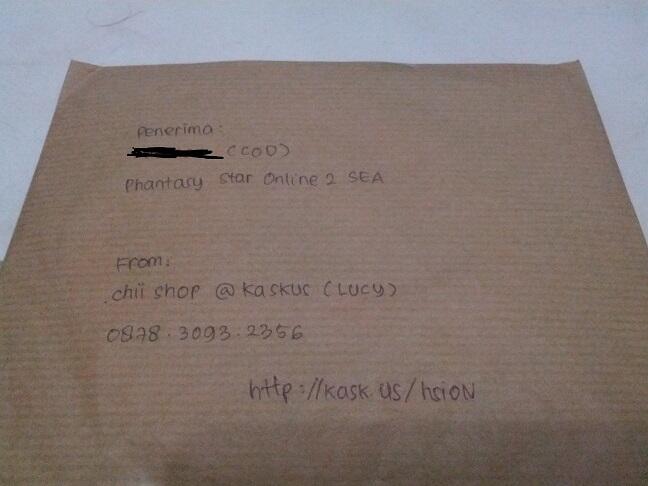 Penerima:
(COD)
Phantasy Star Online 2 SEA
From:
chii shop @ Kaskus (Lucy)
0878.3093.2356
http://kask.us/hsioN